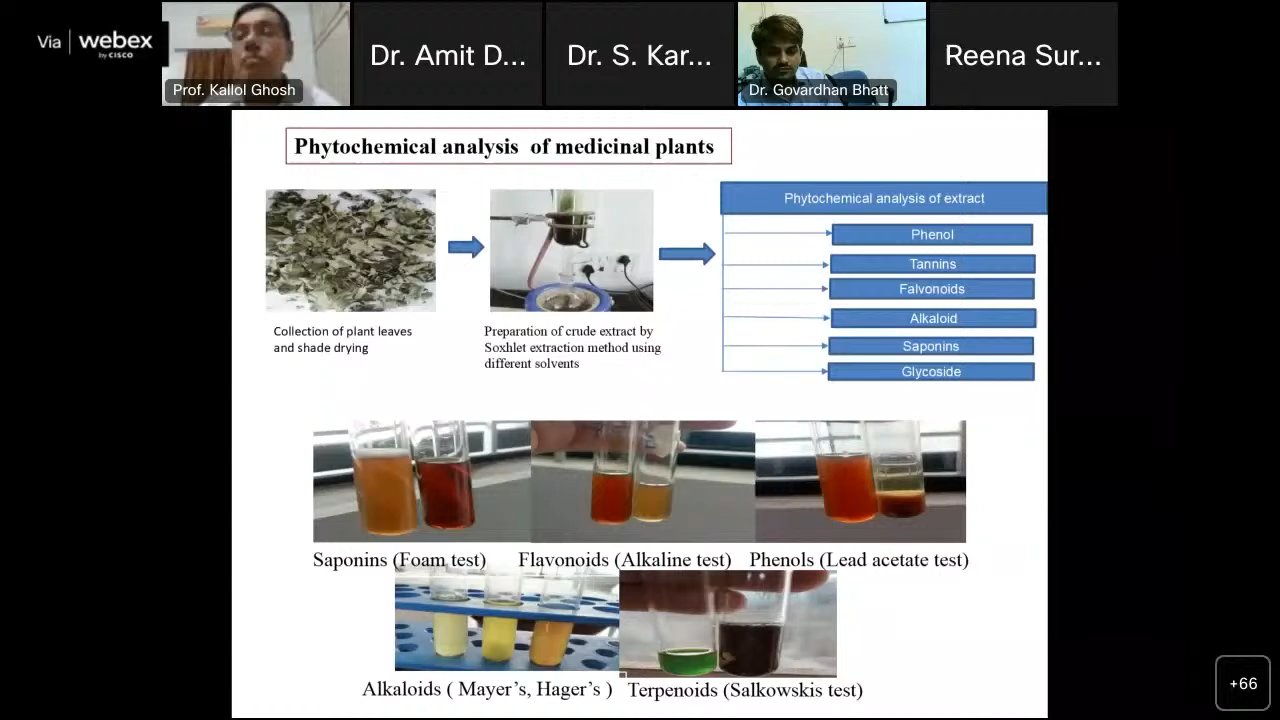 Via | webex
by CISCO
Prof. Kallol Ghosh
Dr. Amit D...
Dr. S. Kar...
Dr. Govardhan Bhatt
Reena Sur...
Phytochemical analysis of medicinal plants
Phytochemical analysis of extract
Phenol
Tannins
Falvonoids
Alkaloid
Saponins
Glycoside
Collection of plant leaves
and shade drying
Preparation of crude extract by
Soxhlet extraction method using
different solvents
Saponins (Foam test)
Flavonoids (Alkaline test)
Phenols (Lead acetate test)
Alkaloids ( Mayer’s, Hager’s )
Terpenoids (Salkowskis test)
+66